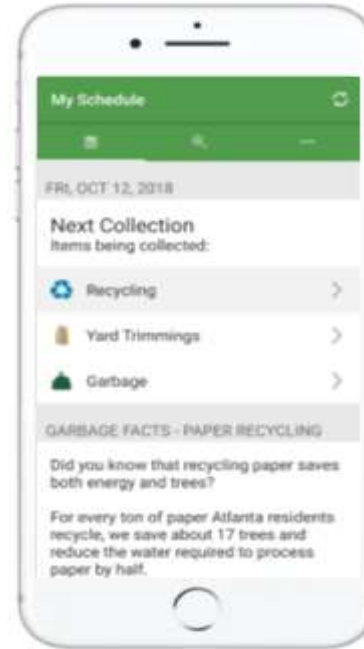 My Schedule
FRI, OCT 12, 2018
Next Collection
Items being collected:
Recycling
Yard Trimmings
Garbage
GARBAGE FACTS - PAPER RECYCLING
Did you know that recycling paper saves
both energy and trees?
For every ton of paper Atlanta residents
recycle, we save about 17 trees and
reduce the water required to process
paper by half.